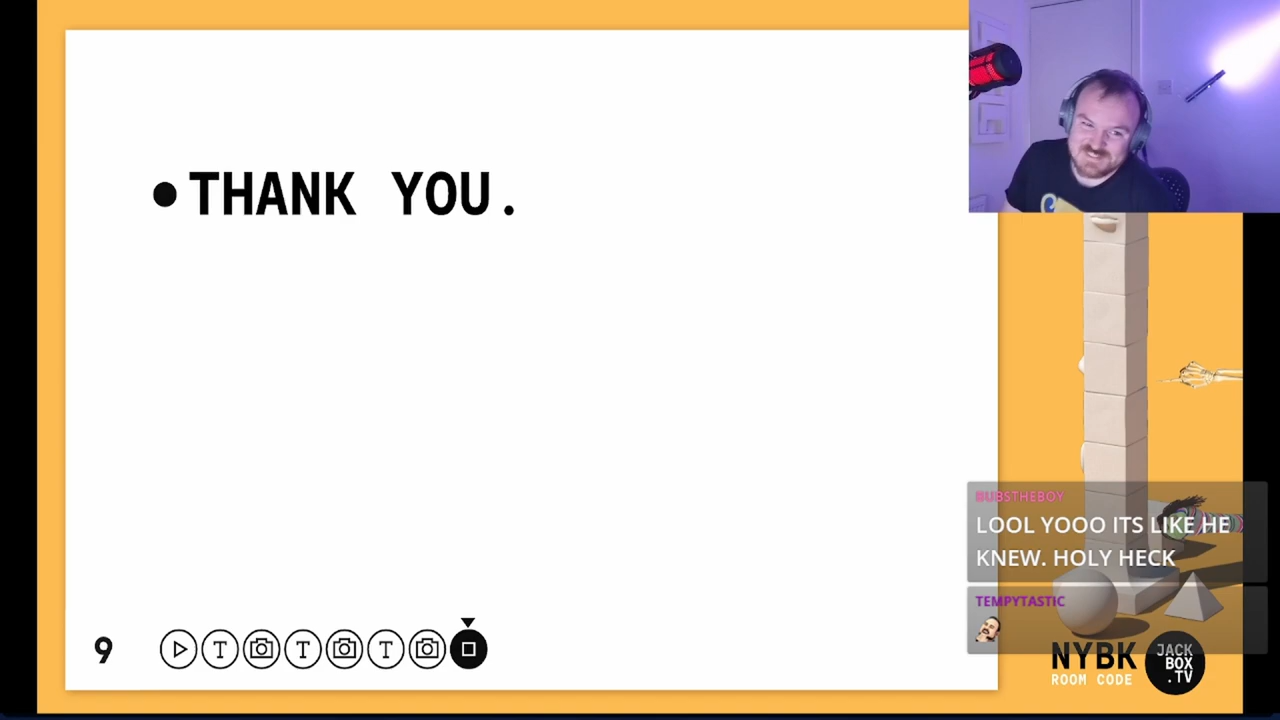 •THANK YOU.
BUBSTHEBOY
LOOL YOOO ITS LIKE HE
KNEW. HOLY HECK
TEMPYTASTIC
9
T
T
T
NYBK
ROOM CODE
JACK
BOX
.TV